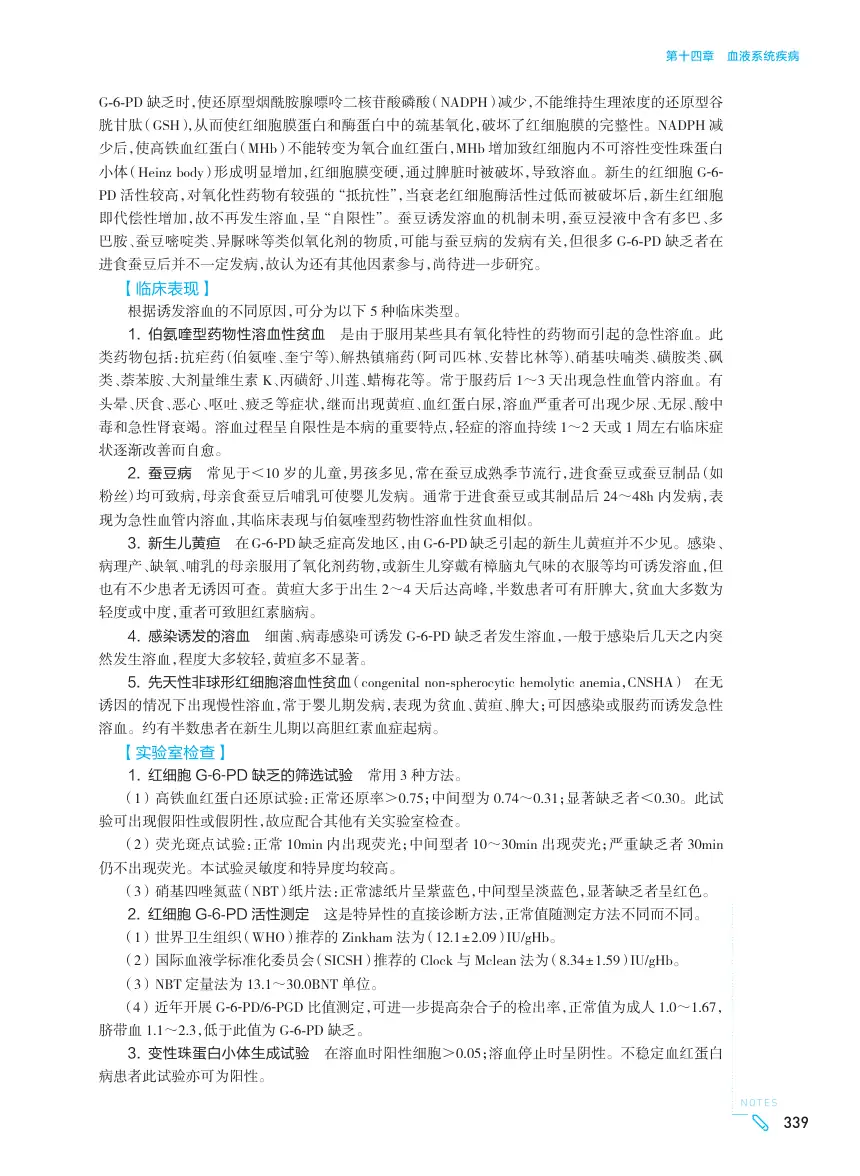 第十四章 血液系统疾病
G-6-PD 缺乏时,使还原型烟酰胺腺嘌呤二核苷酸磷酸(NADPH)减少,不能维持生理浓度的还原型谷
胱甘肽(GSH),从而使红细胞膜蛋白和酶蛋白中的巯基氧化,破坏了红细胞膜的完整性。NADPH 减
少后,使高铁血红蛋白(MHb)不能转变为氧合血红蛋白,MHb 增加致红细胞内不可溶性变性珠蛋白
小体(Heinz body)形成明显增加,红细胞膜变硬,通过脾脏时被破坏,导致溶血。新生的红细胞 G-6-
PD 活性较高,对氧化性药物有较强的 “抵抗性”,当衰老红细胞酶活性过低而被破坏后,新生红细胞
即代偿性增加,故不再发生溶血,呈 “自限性”。蚕豆诱发溶血的机制未明,蚕豆浸液中含有多巴、多
巴胺、蚕豆嘧啶类、异脲咪等类似氧化剂的物质,可能与蚕豆病的发病有关,但很多 G-6-PD 缺乏者在
进食蚕豆后并不一定发病,故认为还有其他因素参与,尚待进一步研究。
【临床表现】
根据诱发溶血的不同原因,可分为以下 5 种临床类型。
1. 伯氨喹型药物性溶血性贫血 是由于服用某些具有氧化特性的药物而引起的急性溶血。此
类药物包括:抗疟药(伯氨喹、奎宁等)、解热镇痛药(阿司匹林、安替比林等)、硝基呋喃类、磺胺类、砜
类、萘苯胺、大剂量维生素 K、丙磺舒、川莲、蜡梅花等。常于服药后 1~3 天出现急性血管内溶血。有
头晕、厌食、恶心、呕吐、疲乏等症状,继而出现黄疸、血红蛋白尿,溶血严重者可出现少尿、无尿、酸中
毒和急性肾衰竭。溶血过程呈自限性是本病的重要特点,轻症的溶血持续 1~2 天或 1 周左右临床症
状逐渐改善而自愈。
2. 蚕豆病 常见于<10 岁的儿童,男孩多见,常在蚕豆成熟季节流行,进食蚕豆或蚕豆制品(如
粉丝)均可致病,母亲食蚕豆后哺乳可使婴儿发病。通常于进食蚕豆或其制品后 24~48h 内发病,表
现为急性血管内溶血,其临床表现与伯氨喹型药物性溶血性贫血相似。
3. 新生儿黄疸 在G-6-PD缺乏症高发地区,由G-6-PD缺乏引起的新生儿黄疸并不少见。感染、
病理产、缺氧、哺乳的母亲服用了氧化剂药物,或新生儿穿戴有樟脑丸气味的衣服等均可诱发溶血,但
也有不少患者无诱因可查。黄疸大多于出生 2~4 天后达高峰,半数患者可有肝脾大,贫血大多数为
轻度或中度,重者可致胆红素脑病。
4. 感染诱发的溶血 细菌、病毒感染可诱发 G-6-PD 缺乏者发生溶血,一般于感染后几天之内突
然发生溶血,程度大多较轻,黄疸多不显著。
5. 先天性非球形红细胞溶血性贫血(congenital non-spherocytic hemolytic anemia,CNSHA) 在无
诱因的情况下出现慢性溶血,常于婴儿期发病,表现为贫血、黄疸、脾大;可因感染或服药而诱发急性
溶血。约有半数患者在新生儿期以高胆红素血症起病。
【实验室检查】
1. 红细胞 G-6-PD 缺乏的筛选试验 常用 3 种方法。
(1)高铁血红蛋白还原试验:正常还原率>0.75;中间型为 0.74~0.31;显著缺乏者<0.30。此试
验可出现假阳性或假阴性,故应配合其他有关实验室检查。
(2)荧光斑点试验:正常 10min 内出现荧光;中间型者 10~30min 出现荧光;严重缺乏者 30min
仍不出现荧光。本试验灵敏度和特异度均较高。
(3)硝基四唑氮蓝(NBT)纸片法:正常滤纸片呈紫蓝色,中间型呈淡蓝色,显著缺乏者呈红色。
2. 红细胞 G-6-PD 活性测定 这是特异性的直接诊断方法,正常值随测定方法不同而不同。
(1)世界卫生组织(WHO)推荐的 Zinkham 法为(12.1±2.09)IU/gHb。
(2)国际血液学标准化委员会(SICSH)推荐的 Clock 与 Mclean 法为(8.34±1.59)IU/gHb。
(3)NBT 定量法为 13.1~30.0BNT 单位。
(4)近年开展 G-6-PD/6-PGD 比值测定,可进一步提高杂合子的检出率,正常值为成人 1.0~1.67,
脐带血 1.1~2.3,低于此值为 G-6-PD 缺乏。
3. 变性珠蛋白小体生成试验 在溶血时阳性细胞>0.05;溶血停止时呈阴性。不稳定血红蛋白
病患者此试验亦可为阳性。
NOTES
339